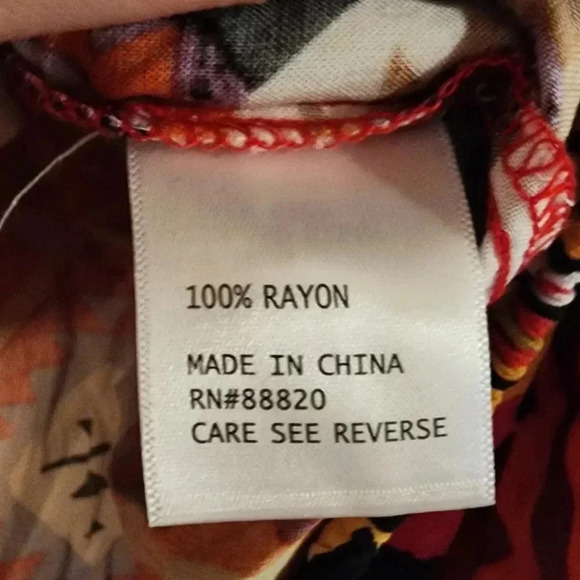 100% RAYON
MADE IN CHINA
RN#88820
CARE SEE REVERSE